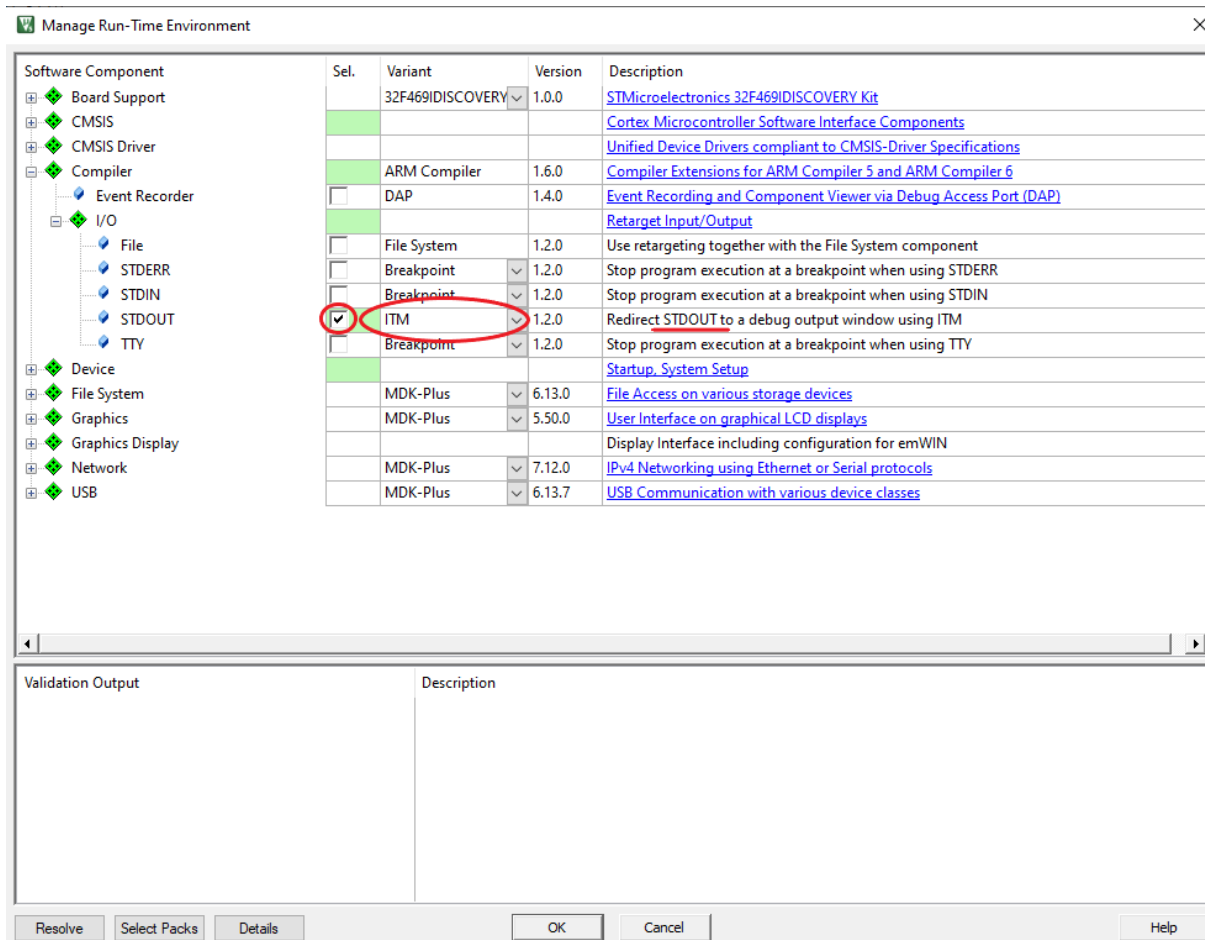 Manage Run-Time Environment
Software Component Sel. Variant Version Description
Board Support 32F469IDISCOVERY 1.0.0 STMicroelectronics 32F469IDISCOVERY Kit
CMSIS Cortex Microcontroller Software Interface Components
CMSIS Driver Unified Device Drivers compliant to CMSIS-Driver Specifications
Compiler ARM Compiler 1.6.0 Compiler Extensions for ARM Compiler 5 and ARM Compiler 6
Event Recorder DAP 1.4.0 Event Recording and Component Viewer via Debug Access Port (DAP)
I/O Retarget Input/Output
File File System 1.2.0 Use retargeting together with the File System component
STDERR Breakpoint 1.2.0 Stop program execution at a breakpoint when using STDERR
STDIN Breakpoint 1.2.0 Stop program execution at a breakpoint when using STDIN
STDOUT ITM 1.2.0 Redirect STDOUT to a debug output window using ITM
TTY Breakpoint 1.2.0 Stop program execution at a breakpoint when using TTY
Device Startup, System Setup
File System MDK-Plus 6.13.0 File Access on various storage devices
Graphics MDK-Plus 5.50.0 User Interface on graphical LCD displays
Graphics Display Display Interface including configuration for emWIN
Network MDK-Plus 7.12.0 IPv4 Networking using Ethernet or Serial protocols
USB MDK-Plus 6.13.7 USB Communication with various device classes
Validation Output Description
Resolve Select Packs Details OK Cancel Help